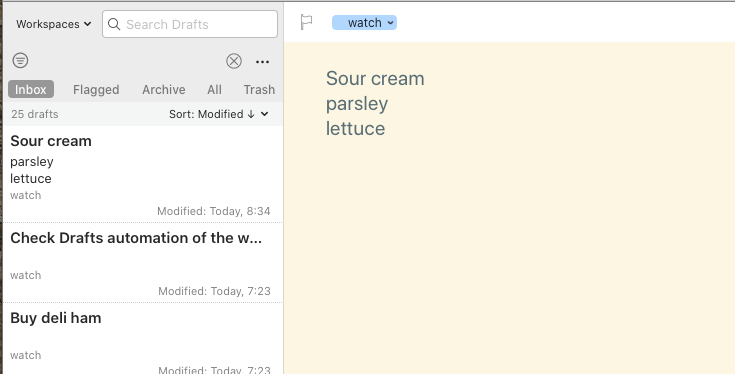 Workspaces
Search Drafts
Inbox Flagged Archive All Trash
25 drafts Sort: Modified ↓
Sour cream
parsley
lettuce
watch
Modified: Today, 8:34
Check Drafts automation of the w...
watch
Modified: Today, 7:23
Buy deli ham
watch
Modified: Today, 7:23
watch
Sour cream
parsley
lettuce